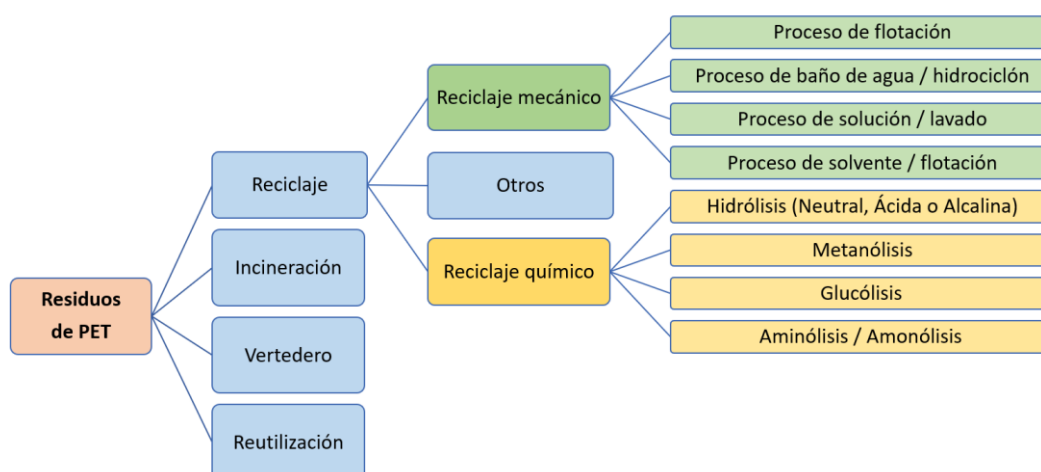 Proceso de flotación
Proceso de baño de agua / hidrociclón
Reciclaje mecánico
Proceso de solución / lavado
Proceso de solvente / flotación
Reciclaje
Otros
Hidrólisis (Neutral, Ácida o Alcalina)
Metanólisis
Incineración
Reciclaje químico
Glucólisis
Residuos
de PET
Aminólisis / Amonólisis
Vertedero
Reutilización